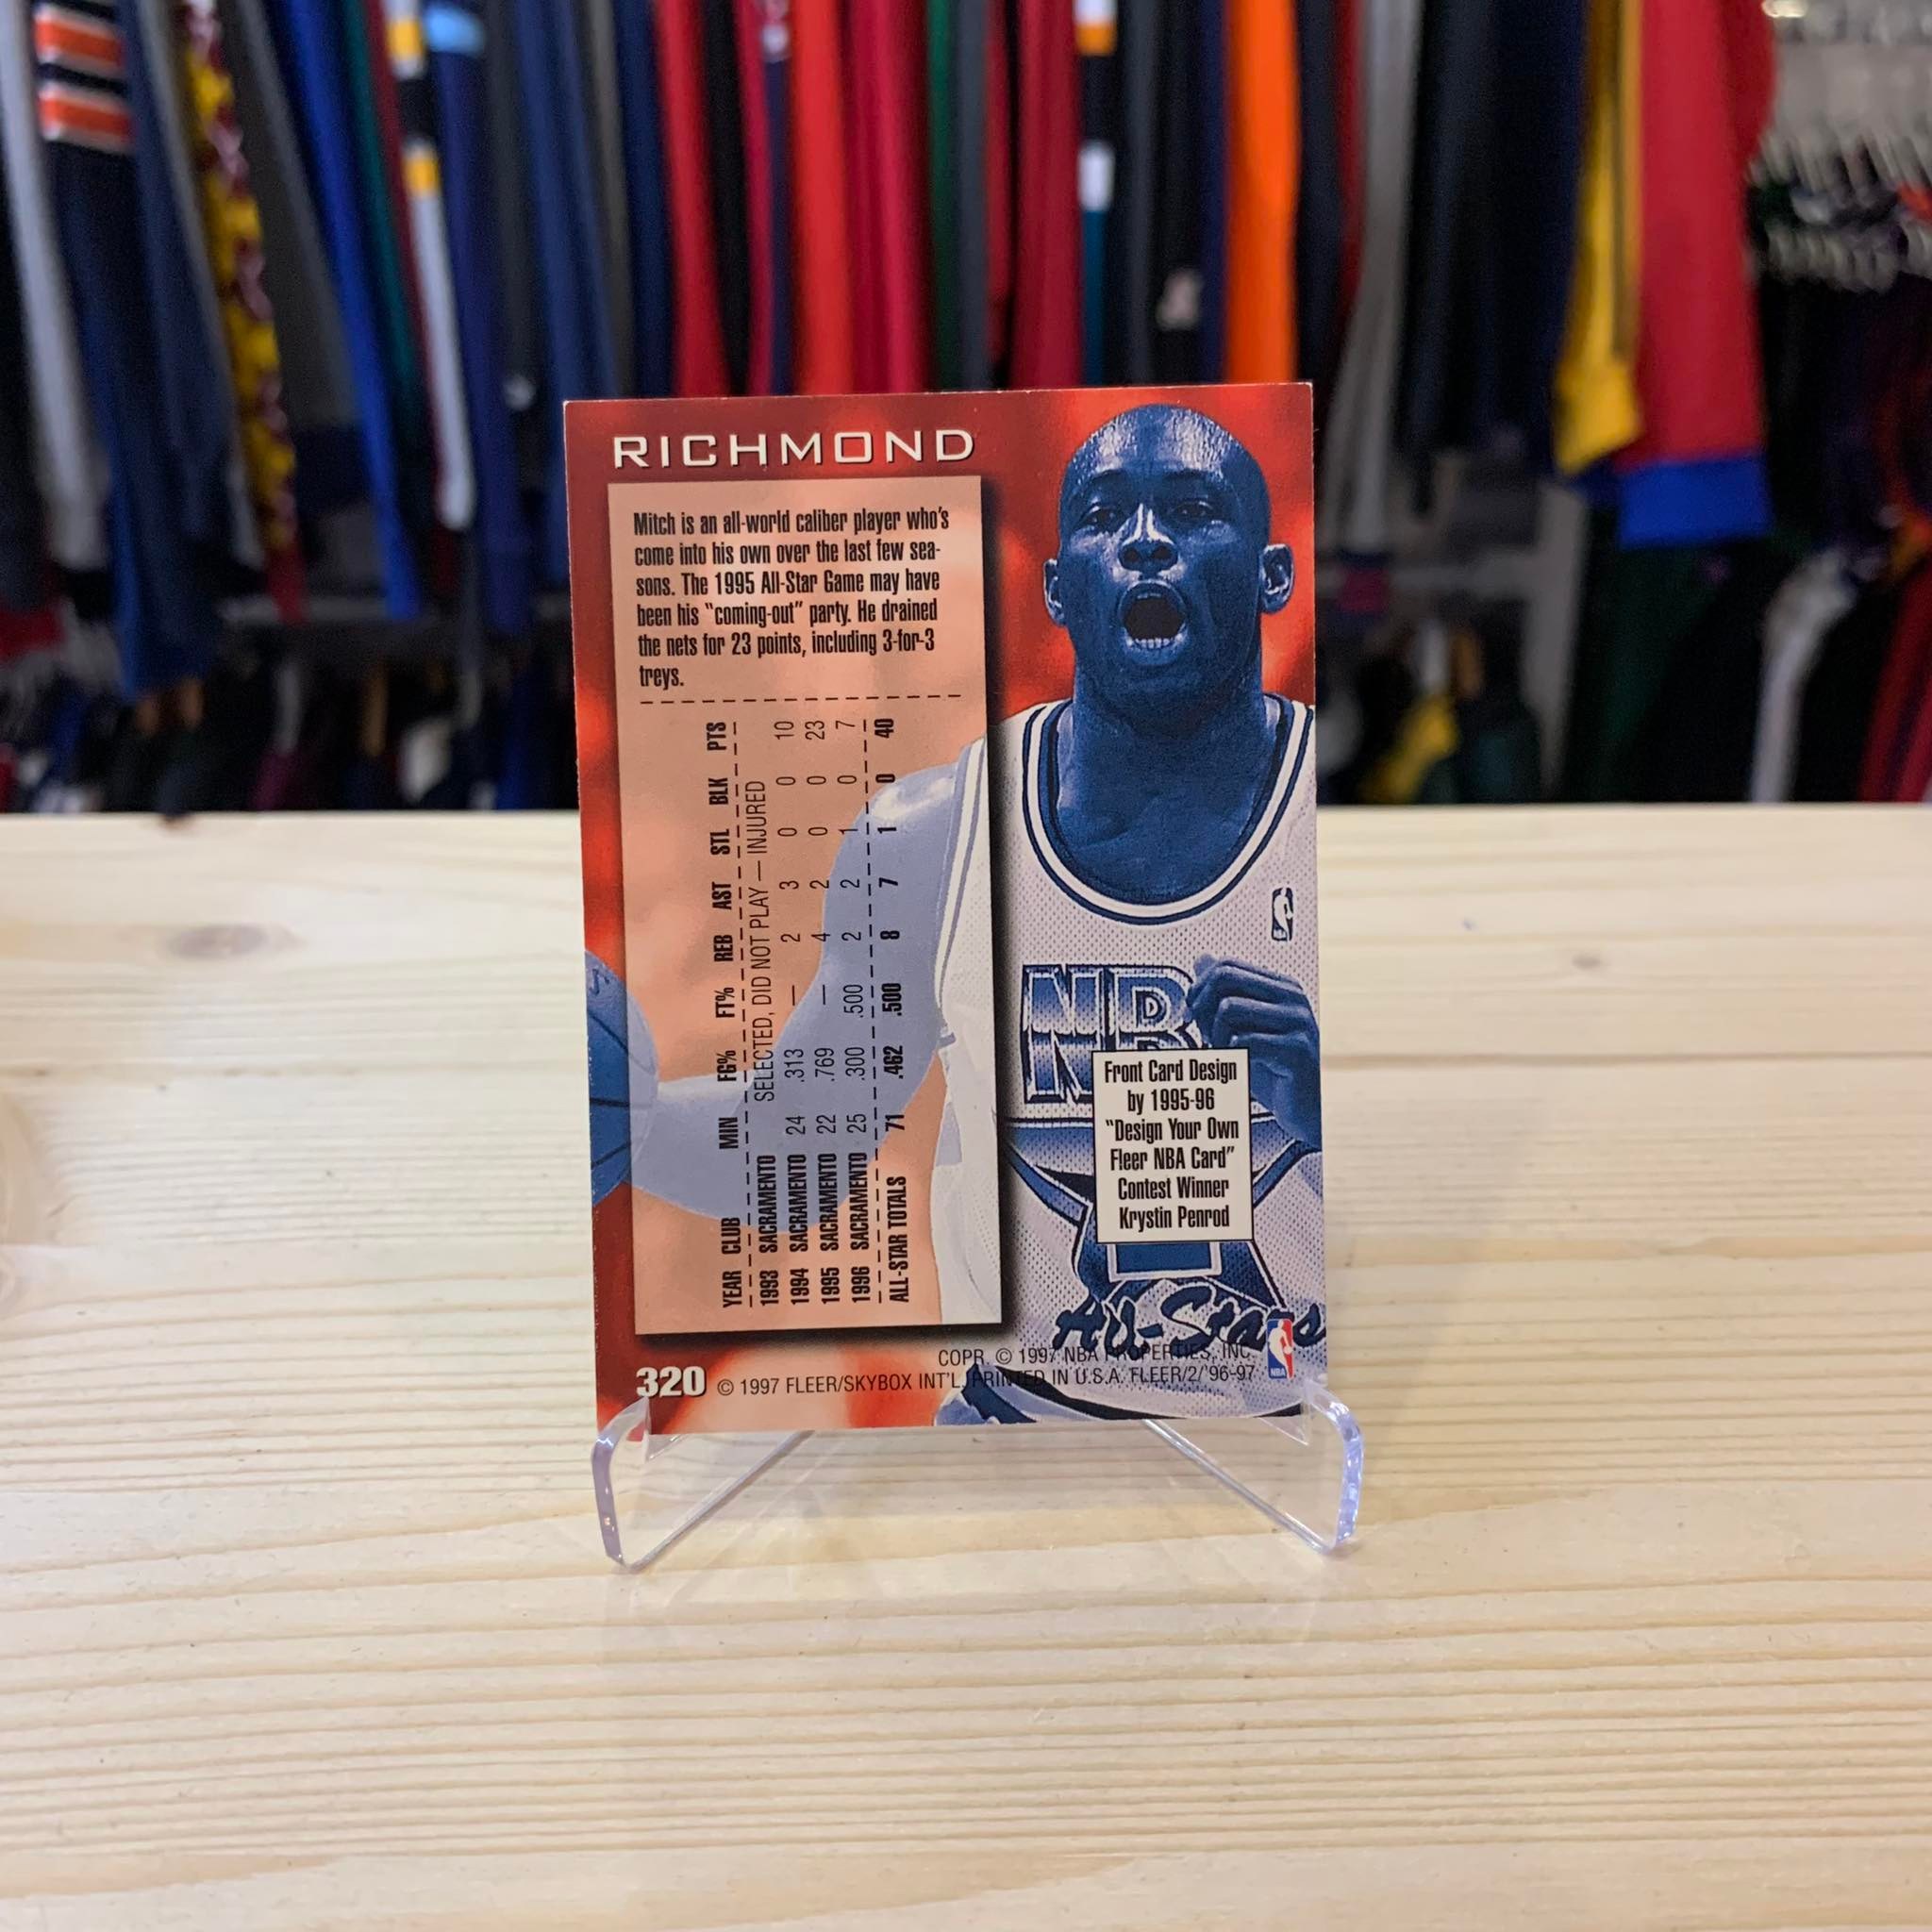 RICHMOND
Mitch is an all-world caliber player who's
come into his own over the last few sea-
sons. The 1995 All-Star Game may have
been his "coming-out" party. He drained
the nets for 23 points, including 3-for-3
treys.
YEAR CLUB MIN FG% FT% REB AST STL BLK PTS
1993 SACRAMENTO SELECTED, DID NOT PLAY — INJURED
1994 SACRAMENTO 24 .313 — 2 3 0 0 10
1995 SACRAMENTO 22 .769 — 4 2 0 0 23
1996 SACRAMENTO 25 .300 .500 2 2 1 0 7
ALL-STAR TOTALS 71 .462 .500 8 7 1 0 40
NB
Front Card Design
by 1995-96
"Design Your Own
Fleer NBA Card"
Contest Winner
Krystin Penrod
All-Stars
COPR. © 1997 NBA PROPERTIES, INC.
320 © 1997 FLEER/SKYBOX INT'L. PRINTED IN U.S.A. FLEER/2/'96-97
NBA